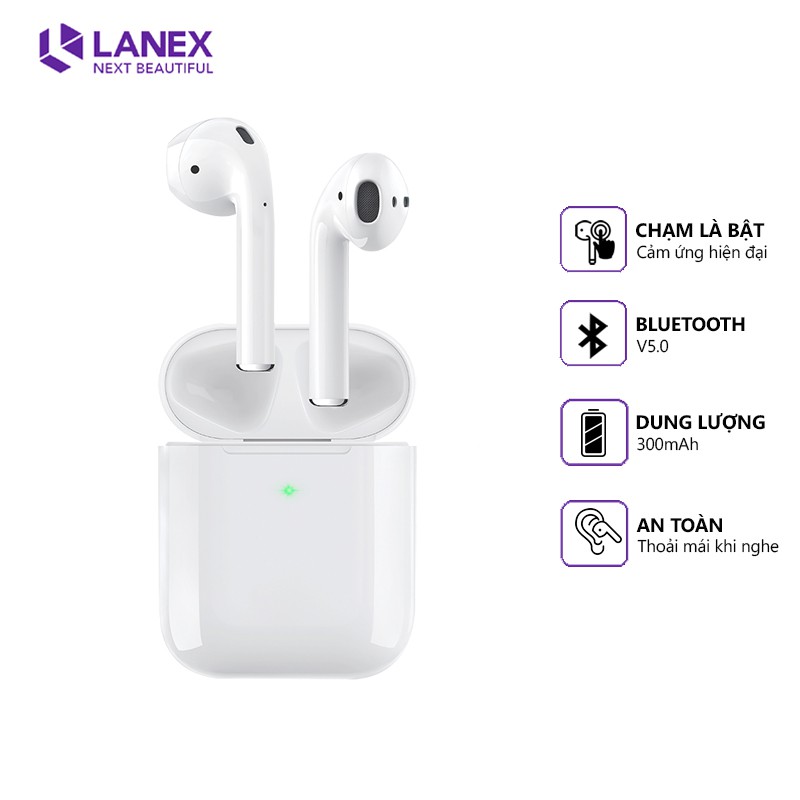 LANEX
NEXT BEAUTIFUL
CHẠM LÀ BẬT
Cảm ứng hiện đại
BLUETOOTH
V5.0
DUNG LƯỢNG
300mAh
AN TOÀN
Thoải mái khi nghe